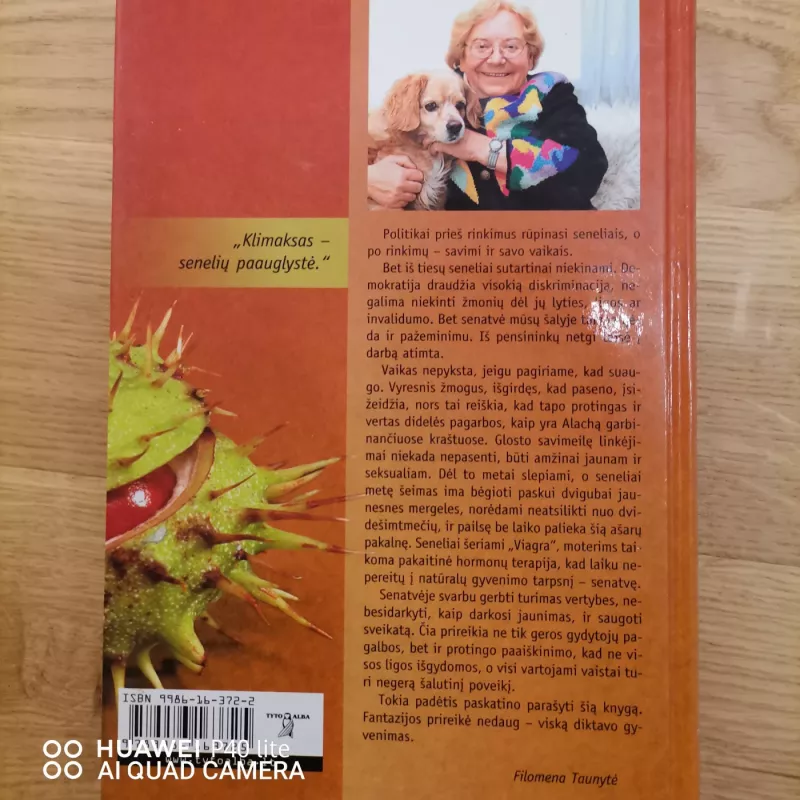 „Klimaksas –
senelių paauglystė.“
Politikai prieš rinkimus rūpinasi seneliais, o
po rinkimų – savimi ir savo vaikais.
Bet iš tiesų seneliai sutartinai niekinami. De-
mokratija draudžia visokią diskriminaciją, ne-
galima niekinti žmonių dėl jų lyties, ligos ar
invalidumo. Bet senatvė mūsų šalyje
da ir pažeminimu. Iš pensininkų netgi teisė į
darbą atimta.
Vaikas nepyksta, jeigu pagiriame, kad suau-
go. Vyresnis žmogus, išgirdęs, kad paseno, įsi-
žeidžia, nors tai reiškia, kad tapo protingas ir
vertas didelės pagarbos, kaip yra Alachą garbi-
nančiuose kraštuose. Glosto savimeilę linkėji-
mai niekada nepasenti, būti amžinai jaunam ir
seksualiam. Dėl to metai slepiami, o seneliai
metę šeimas ima bėgioti paskui dvigubai jau-
nesnes mergeles, norėdami neatsilikti nuo dvi-
dešimtmečių, ir pailsę be laiko palieka šią ašarų
pakalnę. Seneliai šeriami „Viagra“, moterims tai-
koma pakaitinė hormonų terapija, kad laiku ne-
pereitų į natūralų gyvenimo tarpsnį – senatvę.
Senatvėje svarbu gerbti turimas vertybes, ne-
besidarkyti, kaip darkosi jaunimas, ir saugoti
sveikatą. Čia prireikia ne tik geros gydytojų pa-
galbos, bet ir protingo paaiškinimo, kad ne vi-
sos ligos išgydomos, o visi vartojami vaistai tu-
ri negerą šalutinį poveikį.
Tokia padėtis paskatino parašyti šią knygą.
Fantazijos prireikė nedaug – viską diktavo gy-
venimas.
Filomena Taunytė
ISBN 9986-16-372-2
TYTO ALBA
HUAWEI P40 lite
AI QUAD CAMERA